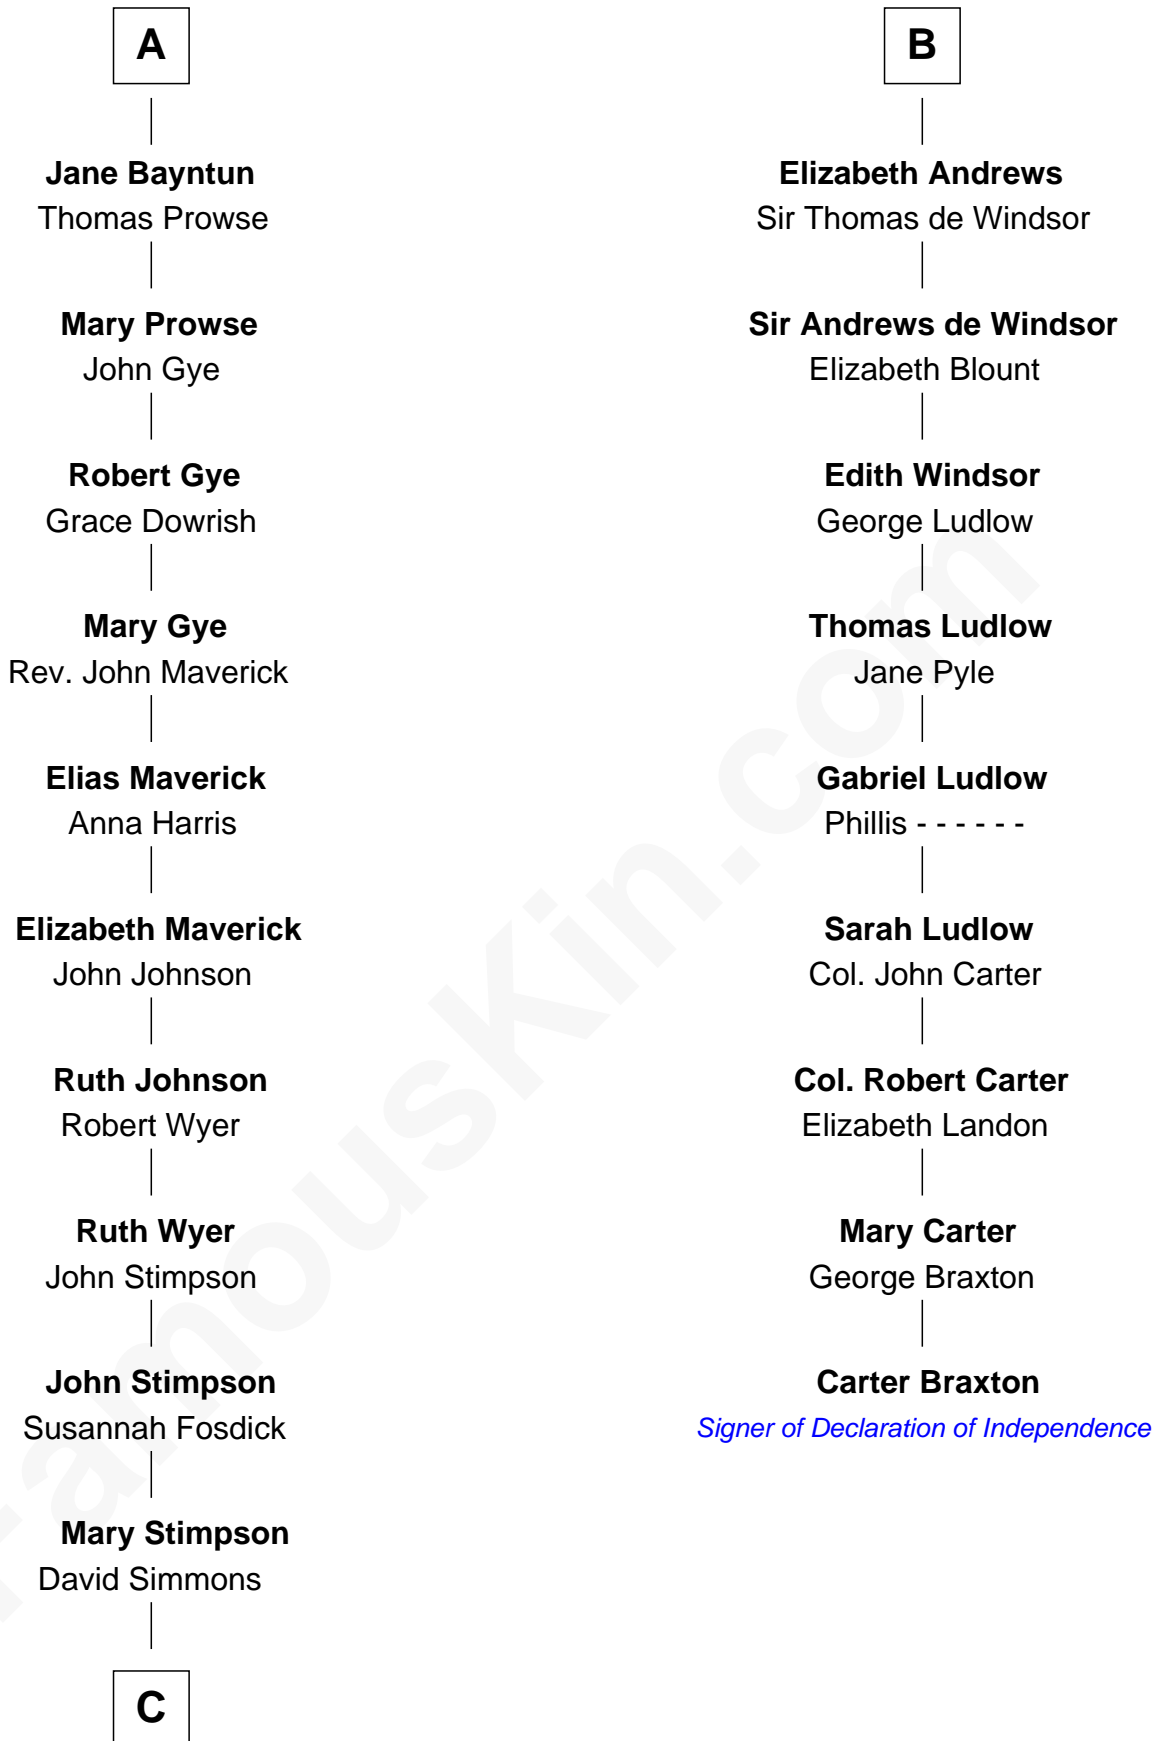 A
Jane Bayntun
Thomas Prowse
Mary Prowse
John Gye
Robert Gye
Grace Dowrish
Mary Gye
Rev. John Maverick
Elias Maverick
Anna Harris
Elizabeth Maverick
John Johnson
Ruth Johnson
Robert Wyer
Ruth Wyer
John Stimpson
John Stimpson
Susannah Fosdick
Mary Stimpson
David Simmons
C
B
Elizabeth Andrews
Sir Thomas de Windsor
Sir Andrews de Windsor
Elizabeth Blount
Edith Windsor
George Ludlow
Thomas Ludlow
Jane Pyle
Gabriel Ludlow
Phillis - - - - - -
Sarah Ludlow
Col. John Carter
Col. Robert Carter
Elizabeth Landon
Mary Carter
George Braxton
Carter Braxton
Signer of Declaration of Independence
FamousKin.com